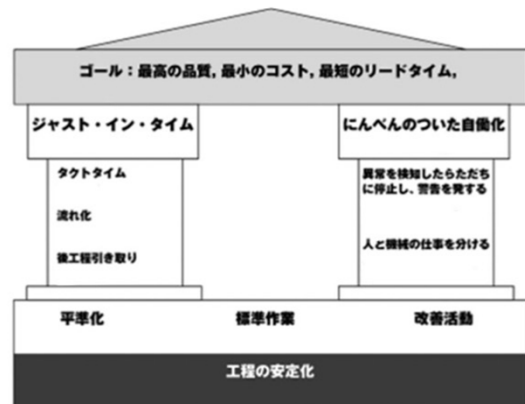 ゴール：最高の品質, 最小のコスト, 最短のリードタイム,
ジャスト・イン・タイム
タクトタイム
流れ化
後工程引き取り
にんべんのついた自働化
異常を検知したらただち
に停止し、警告を発する
人と機械の仕事を分ける
平準化
標準作業
改善活動
工程の安定化